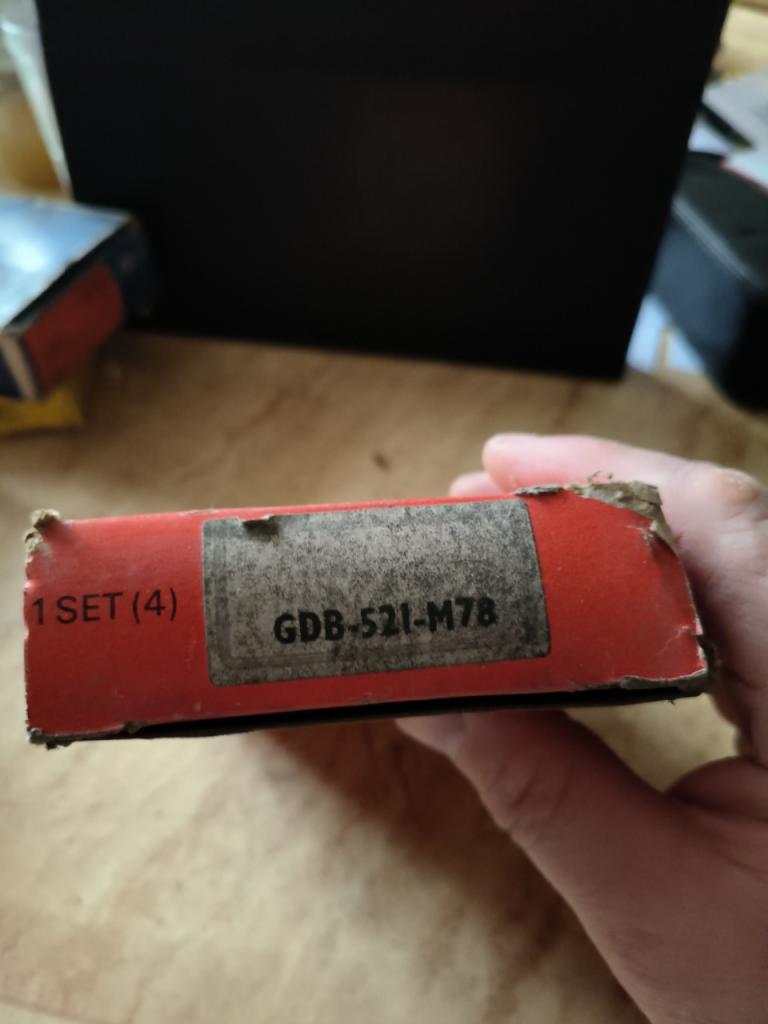 1 SET (4)
GDB-521-M78